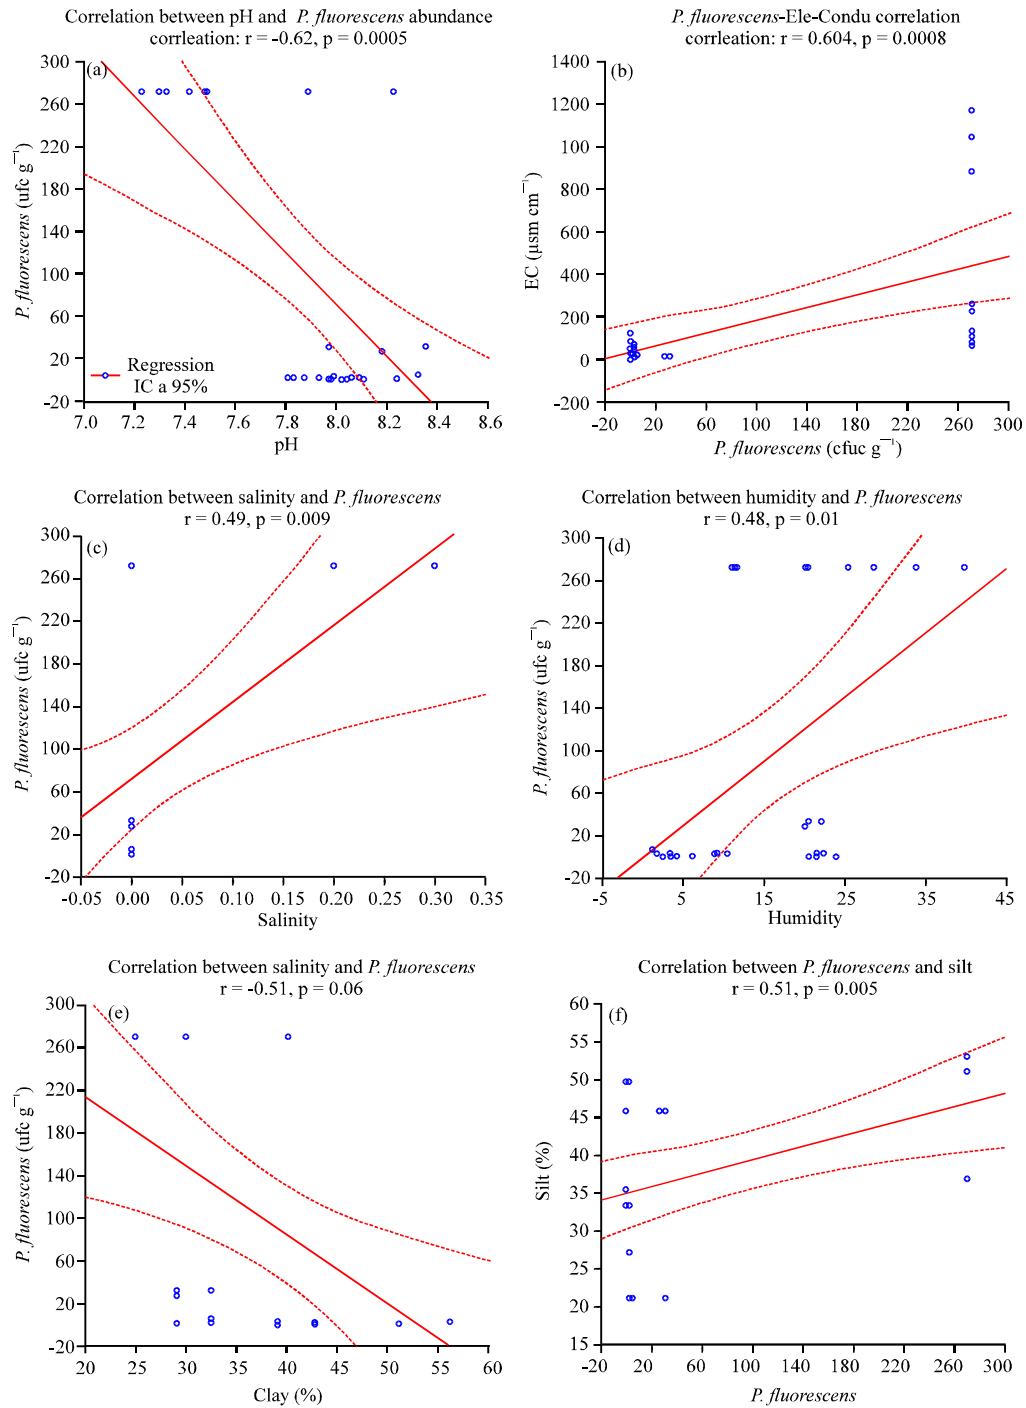 Correlation between pH and P. fluorescens abundance
corrleation: r = -0.62, p = 0.0005
(a)
P. fluorescens (ufc g⁻¹)
300
260
220
180
140
100
60
20
-20
Regression
IC a 95%
7.0 7.2 7.4 7.6 7.8 8.0 8.2 8.4 8.6
pH
P. fluorescens-Ele-Condu correlation
corrleation: r = 0.604, p = 0.0008
(b)
EC (µsm cm⁻¹)
1400
1200
1000
800
600
400
200
0
-200
-20 20 60 100 140 180 220 260 300
P. fluorescens (cfuc g⁻¹)
Correlation between salinity and P. fluorescens
r = 0.49, p = 0.009
(c)
P. fluorescens (ufc g⁻¹)
300
260
220
180
140
100
60
20
-20
-0.05 0.00 0.05 0.10 0.15 0.20 0.25 0.30 0.35
Salinity
Correlation between humidity and P. fluorescens
r = 0.48, p = 0.01
(d)
P. fluorescens (ufc g⁻¹)
300
260
220
180
140
100
60
20
-20
-5 5 15 25 35 45
Humidity
Correlation between salinity and P. fluorescens
r = -0.51, p = 0.06
(e)
P. fluorescens (ufc g⁻¹)
300
260
220
180
140
100
60
20
-20
20 25 30 35 40 45 50 55 60
Clay (%)
Correlation between P. fluorescens and silt
r = 0.51, p = 0.005
(f)
Silt (%)
60
55
50
45
40
35
30
25
20
15
-20 20 60 100 140 180 220 260 300
P. fluorescens